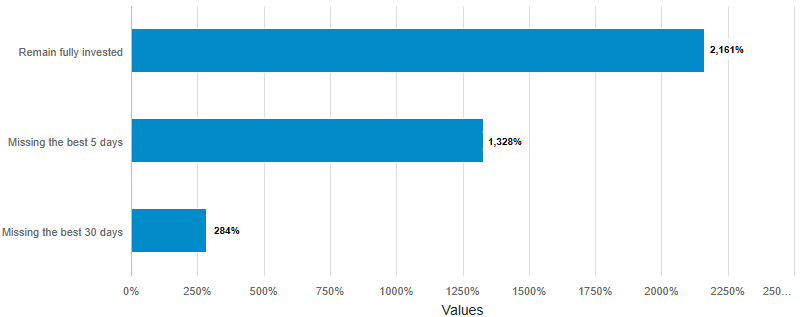 Remain fully invested 2,161%
Missing the best 5 days 1,328%
Missing the best 30 days 284%
0% 250% 500% 750% 1000% 1250% 1500% 1750% 2000% 2250% 250...
Values